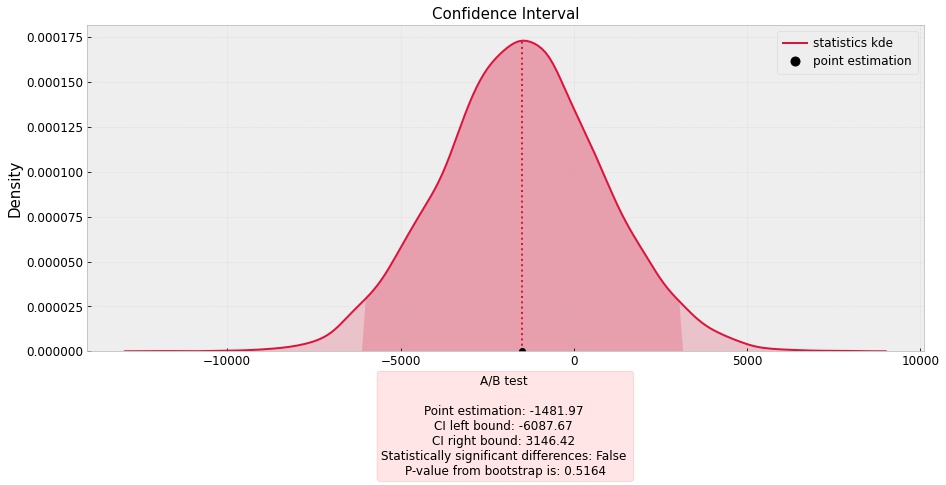 Confidence Interval
statistics kde
point estimation
Density
0.000175
0.000150
0.000125
0.000100
0.000075
0.000050
0.000025
0.000000
−10000 −5000 0 5000 10000
A/B test
Point estimation: -1481.97
CI left bound: -6087.67
CI right bound: 3146.42
Statistically significant differences: False
P-value from bootstrap is: 0.5164